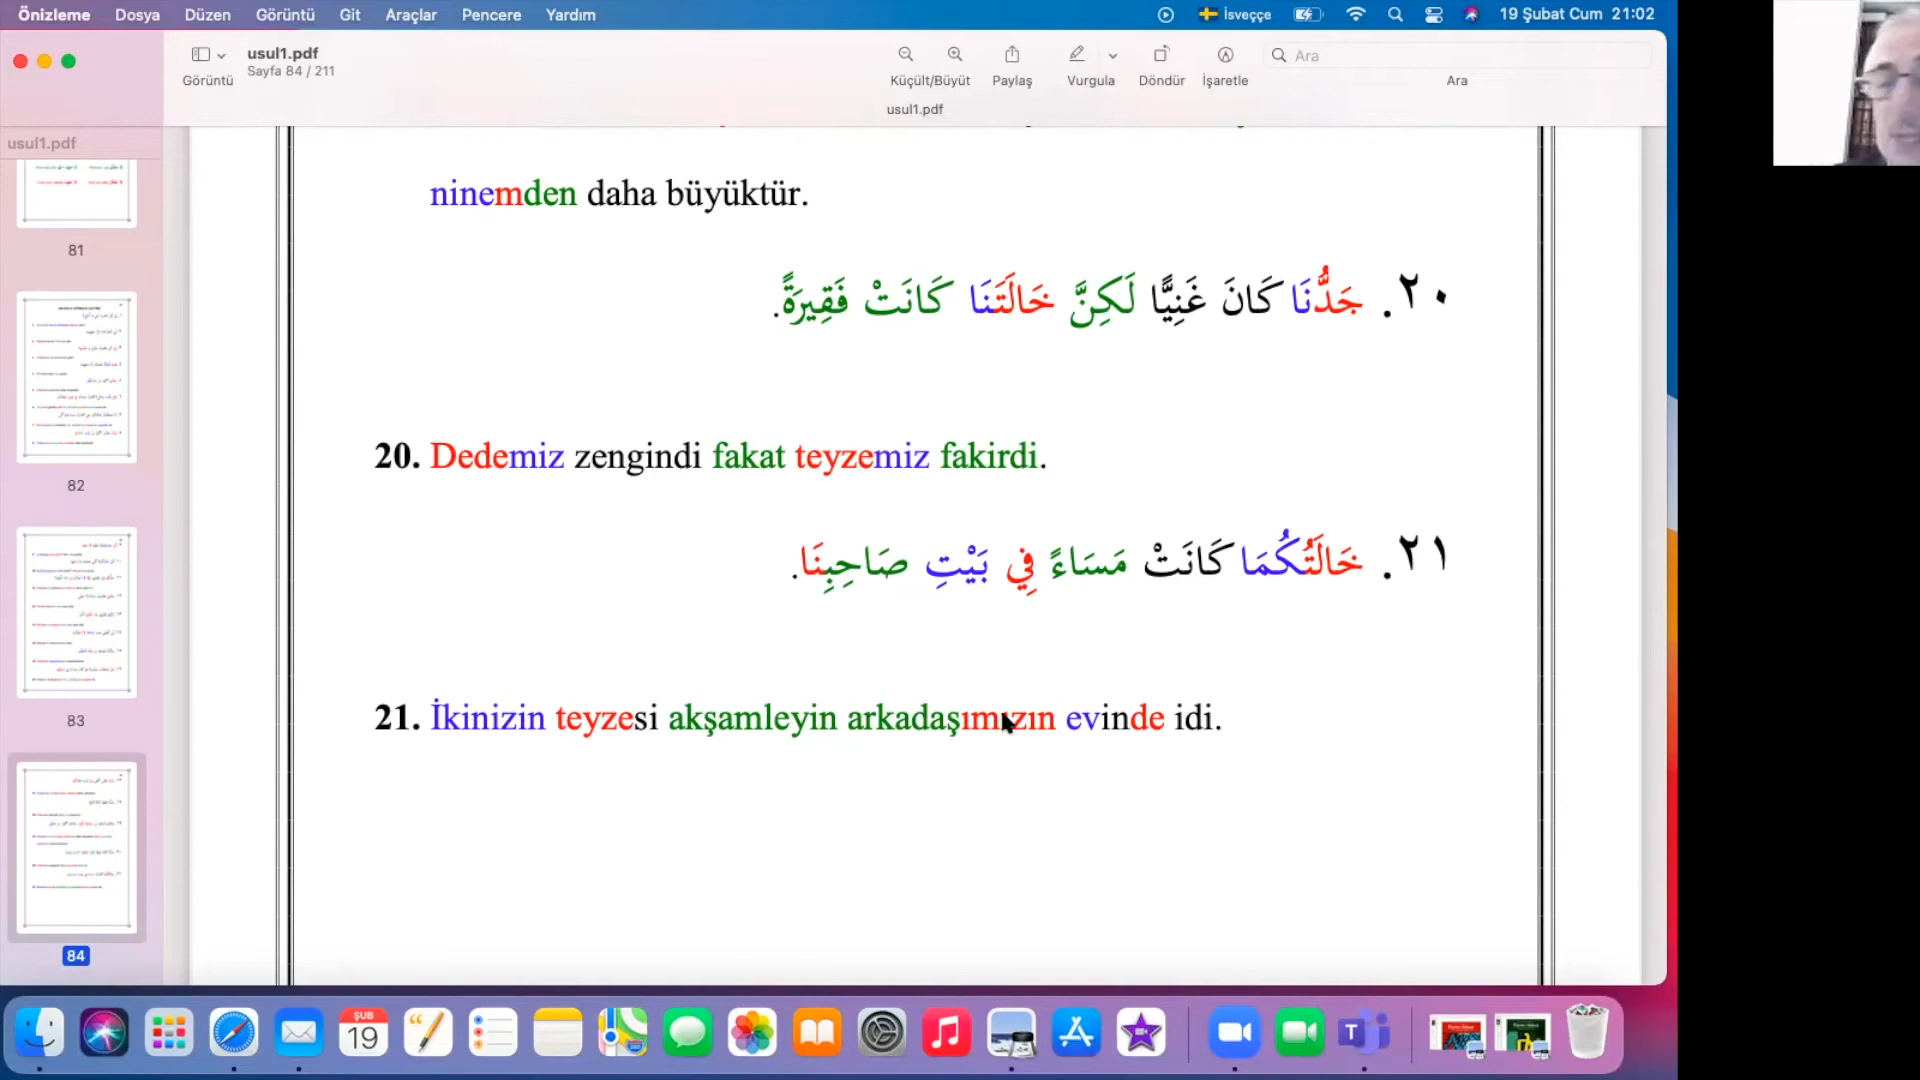 Önizleme Dosya Düzen Görüntü Git Araçlar Pencere Yardım
İsveççe
19 Şubat Cum 21:02
usul1.pdf
Sayfa 84 / 211
Görüntü
Küçült/Büyüt
Paylaş
Vurgula
Döndür
İşaretle
Ara
Ara
usul1.pdf
usul1.pdf
81
82
83
84
ninemden daha büyüktür.
٢٠. جَدُّنَا كَانَ غَنِيًّا لَكِنَّ خَالَتَنَا كَانَتْ فَقِيرَةً.
20. Dedemiz zengindi fakat teyzemiz fakirdi.
٢١. خَالَتُكُمَا كَانَتْ مَسَاءً فِي بَيْتِ صَاحِبِنَا.
21. İkinizin teyzesi akşamleyin arkadaşımızın evinde idi.
ŞUB
19